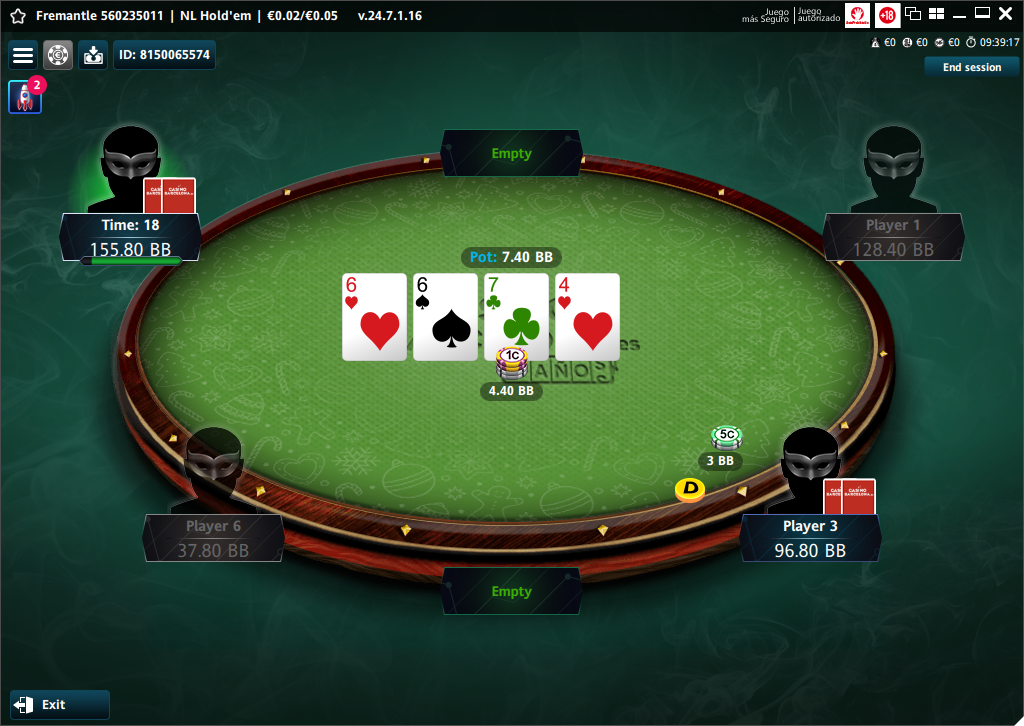 Fremantle 560235011 | NL Hold'em | €0.02/€0.05 v.24.7.1.16
Juego más Seguro
Juego autorizado
+18
€0 €0 €0 09:39:17
ID: 8150065574
End session
2
Empty
Time: 18
155.80 BB
Player 1
128.40 BB
Pot: 7.40 BB
6 6 7 4
1C
AÑOS
4.40 BB
5C
3 BB
D
Player 6
37.80 BB
Player 3
96.80 BB
Empty
Exit